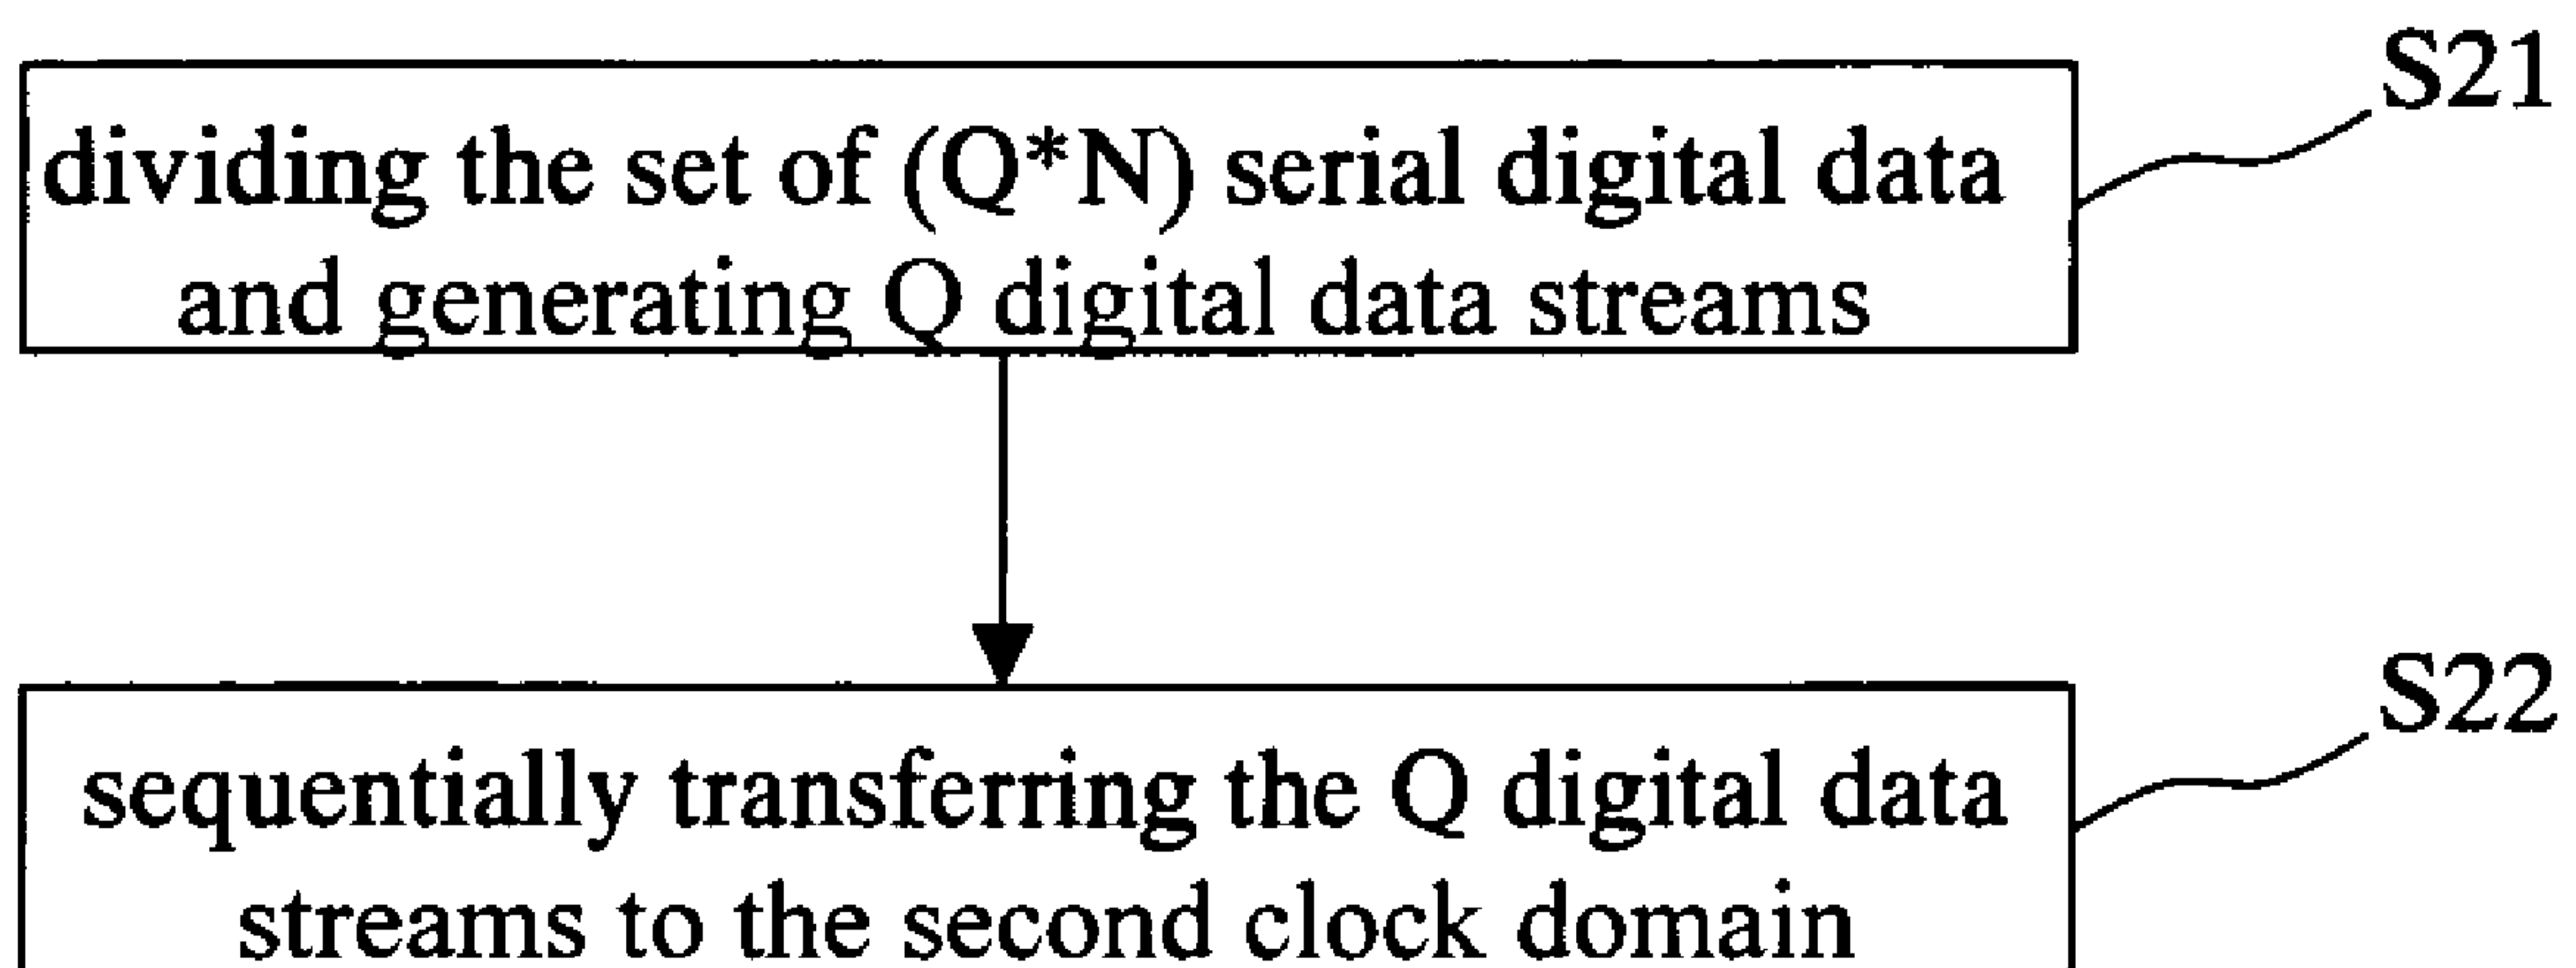 S21
dividing the set of (Q*N) serial digital data
and generating Q digital data streams
S22
sequentially transferring the Q digital data
streams to the second clock domain